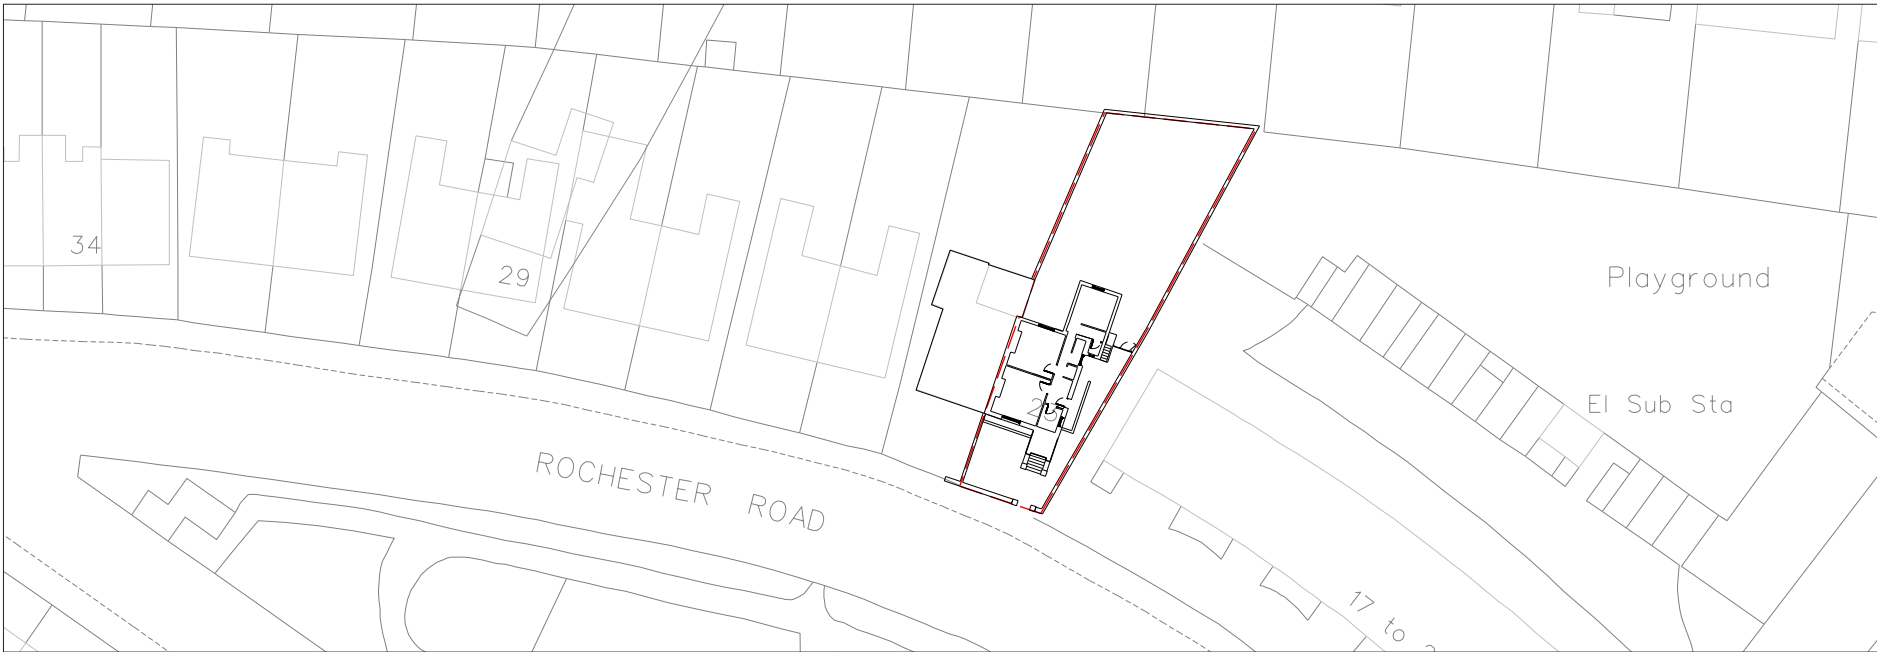 34
29
Playground
El Sub Sta
ROCHESTER ROAD
17 to